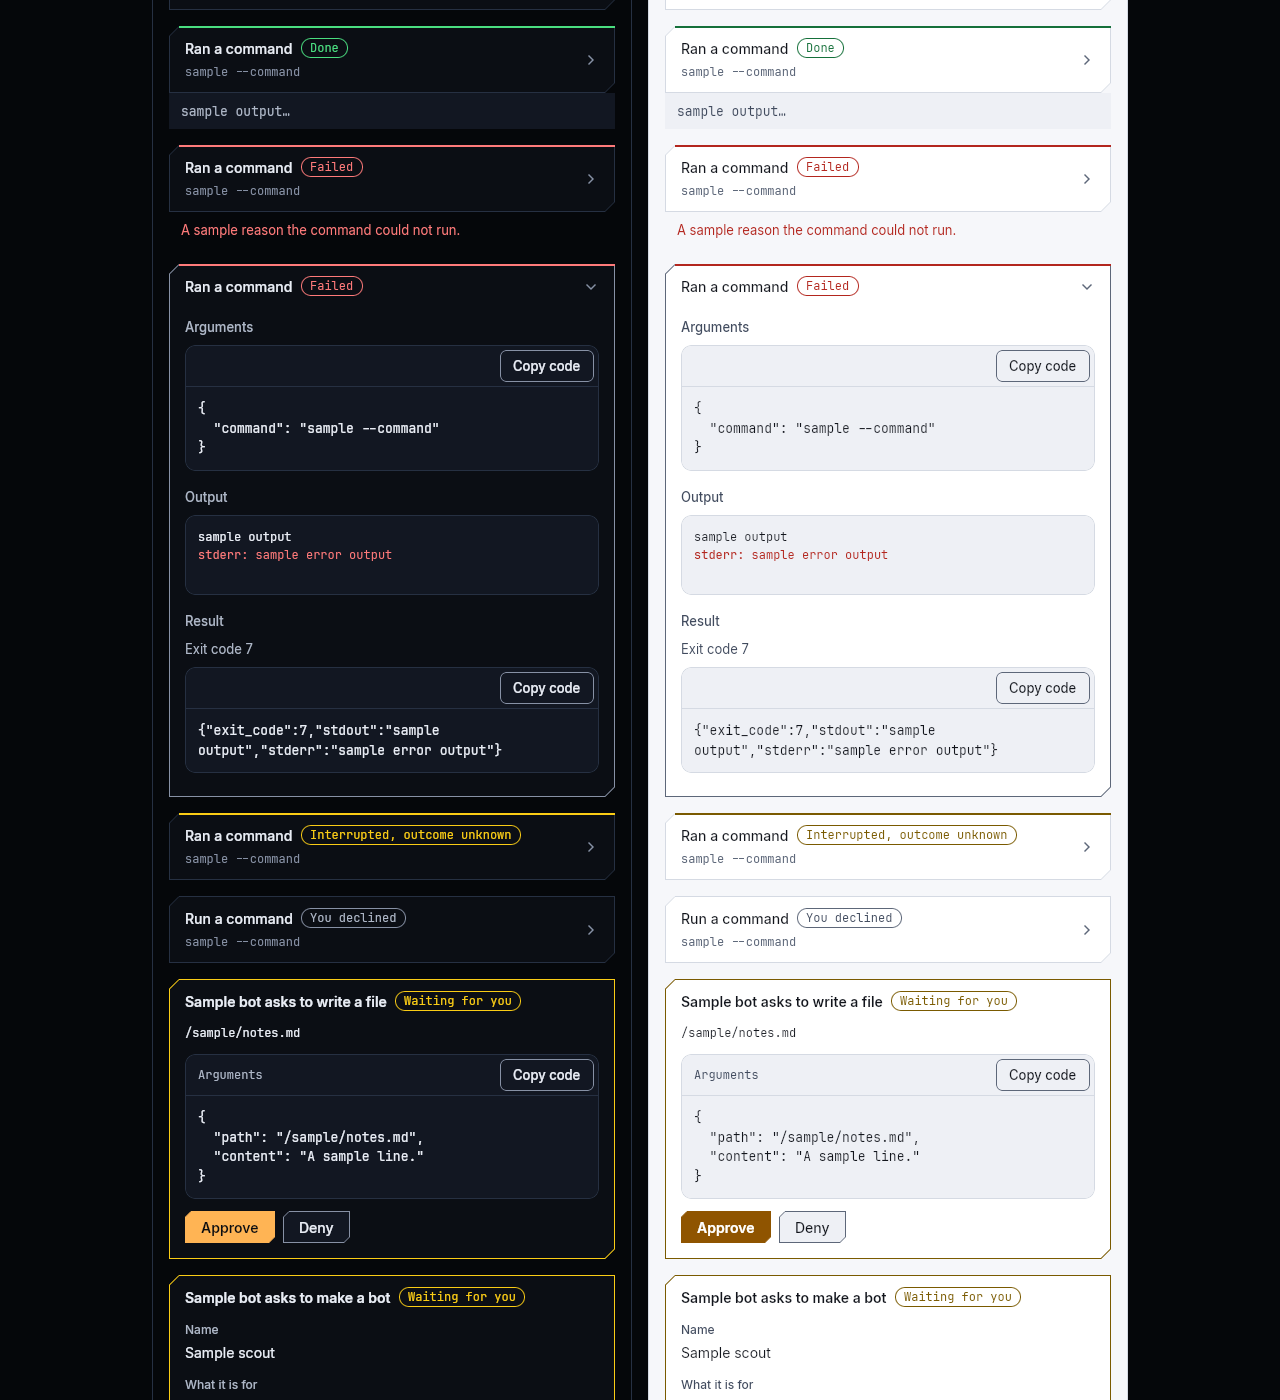 Ran a command Done
sample --command
sample output…
Ran a command Failed
sample --command
A sample reason the command could not run.
Ran a command Failed
Arguments
Copy code
{
  "command": "sample --command"
}
Output
sample output
stderr: sample error output
Result
Exit code 7
Copy code
{"exit_code":7,"stdout":"sample
output","stderr":"sample error output"}
Ran a command Interrupted, outcome unknown
sample --command
Run a command You declined
sample --command
Sample bot asks to write a file Waiting for you
/sample/notes.md
Arguments Copy code
{
  "path": "/sample/notes.md",
  "content": "A sample line."
}
Approve Deny
Sample bot asks to make a bot Waiting for you
Name
Sample scout
What it is for
Ran a command Done
sample --command
sample output…
Ran a command Failed
sample --command
A sample reason the command could not run.
Ran a command Failed
Arguments
Copy code
{
  "command": "sample --command"
}
Output
sample output
stderr: sample error output
Result
Exit code 7
Copy code
{"exit_code":7,"stdout":"sample
output","stderr":"sample error output"}
Ran a command Interrupted, outcome unknown
sample --command
Run a command You declined
sample --command
Sample bot asks to write a file Waiting for you
/sample/notes.md
Arguments Copy code
{
  "path": "/sample/notes.md",
  "content": "A sample line."
}
Approve Deny
Sample bot asks to make a bot Waiting for you
Name
Sample scout
What it is for